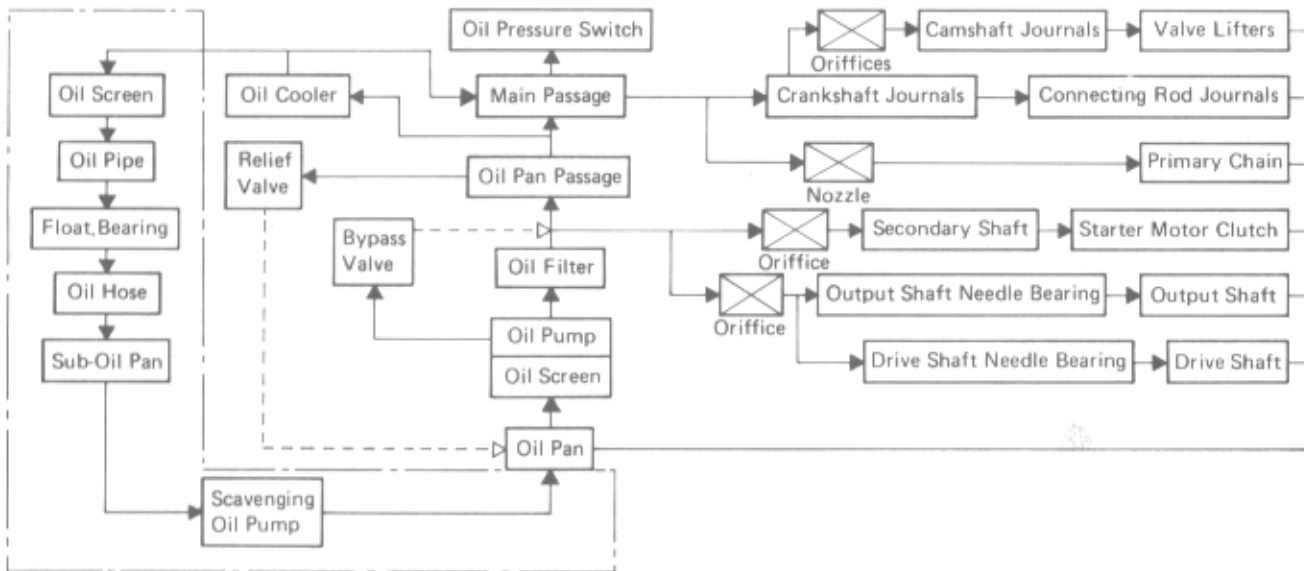 Oil Pressure Switch
Camshaft Journals
Valve Lifters
Oriffices
Oil Screen
Oil Cooler
Main Passage
Crankshaft Journals
Connecting Rod Journals
Oil Pipe
Relief
Valve
Oil Pan Passage
Primary Chain
Nozzle
Float,Bearing
Bypass
Valve
Secondary Shaft
Starter Motor Clutch
Oriffice
Oil Filter
Oil Hose
Output Shaft Needle Bearing
Output Shaft
Oriffice
Oil Pump
Sub-Oil Pan
Oil Screen
Drive Shaft Needle Bearing
Drive Shaft
Oil Pan
Scavenging
Oil Pump